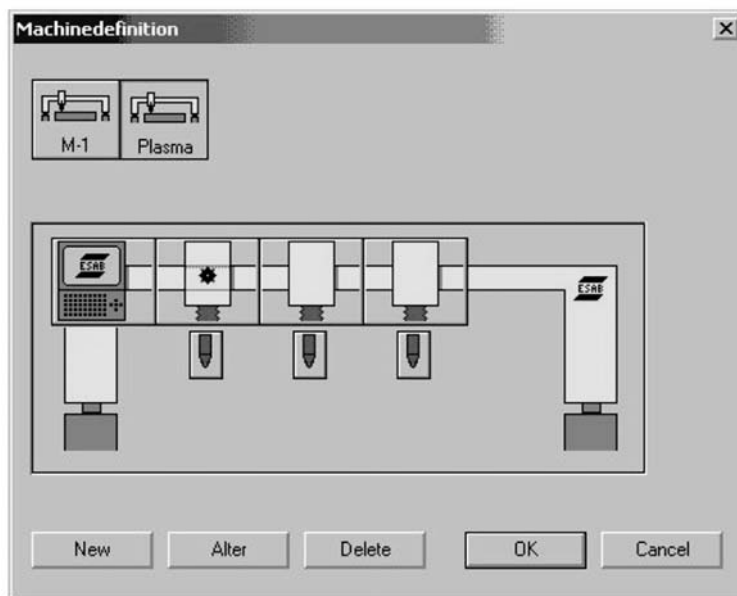 Machinedefinition
M-1
Plasma
ESAB
ESAB
New
Alter
Delete
OK
Cancel